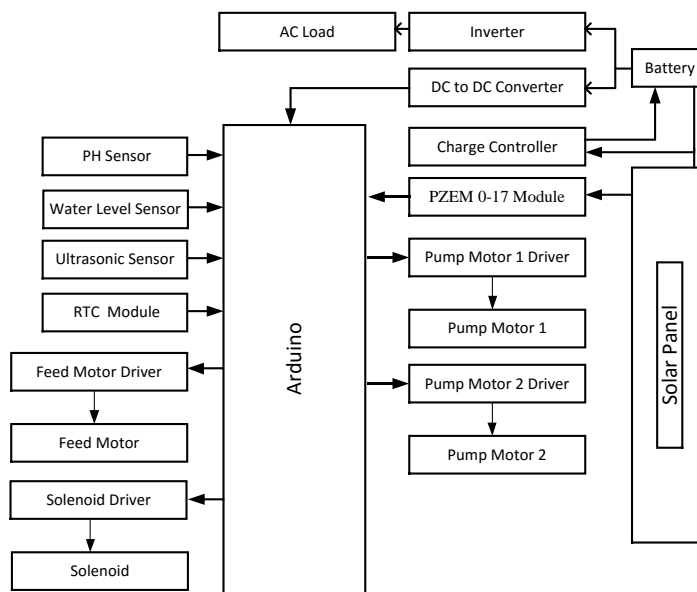 AC Load
Inverter
Battery
DC to DC Converter
Charge Controller
PH Sensor
PZEM 0-17 Module
Water Level Sensor
Ultrasonic Sensor
Pump Motor 1 Driver
RTC Module
Pump Motor 1
Arduino
Solar Panel
Feed Motor Driver
Pump Motor 2 Driver
Feed Motor
Pump Motor 2
Solenoid Driver
Solenoid